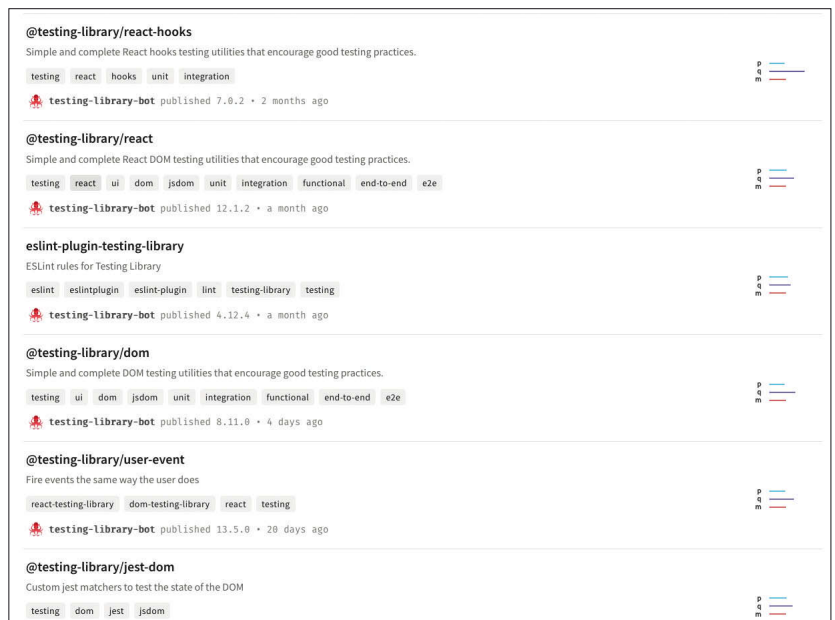 @testing-library/react-hooks
Simple and complete React hooks testing utilities that encourage good testing practices.
testing react hooks unit integration
p
q
m
testing-library-bot published 7.0.2 • 2 months ago
@testing-library/react
Simple and complete React DOM testing utilities that encourage good testing practices.
testing react ui dom jsdom unit integration functional end-to-end e2e
p
q
m
testing-library-bot published 12.1.2 • a month ago
eslint-plugin-testing-library
ESLint rules for Testing Library
eslint eslintplugin eslint-plugin lint testing-library testing
p
q
m
testing-library-bot published 4.12.4 • a month ago
@testing-library/dom
Simple and complete DOM testing utilities that encourage good testing practices.
testing ui dom jsdom unit integration functional end-to-end e2e
p
q
m
testing-library-bot published 8.11.0 • 4 days ago
@testing-library/user-event
Fire events the same way the user does
react-testing-library dom-testing-library react testing
p
q
m
testing-library-bot published 13.5.0 • 20 days ago
@testing-library/jest-dom
Custom jest matchers to test the state of the DOM
testing dom jest jsdom
p
q
m